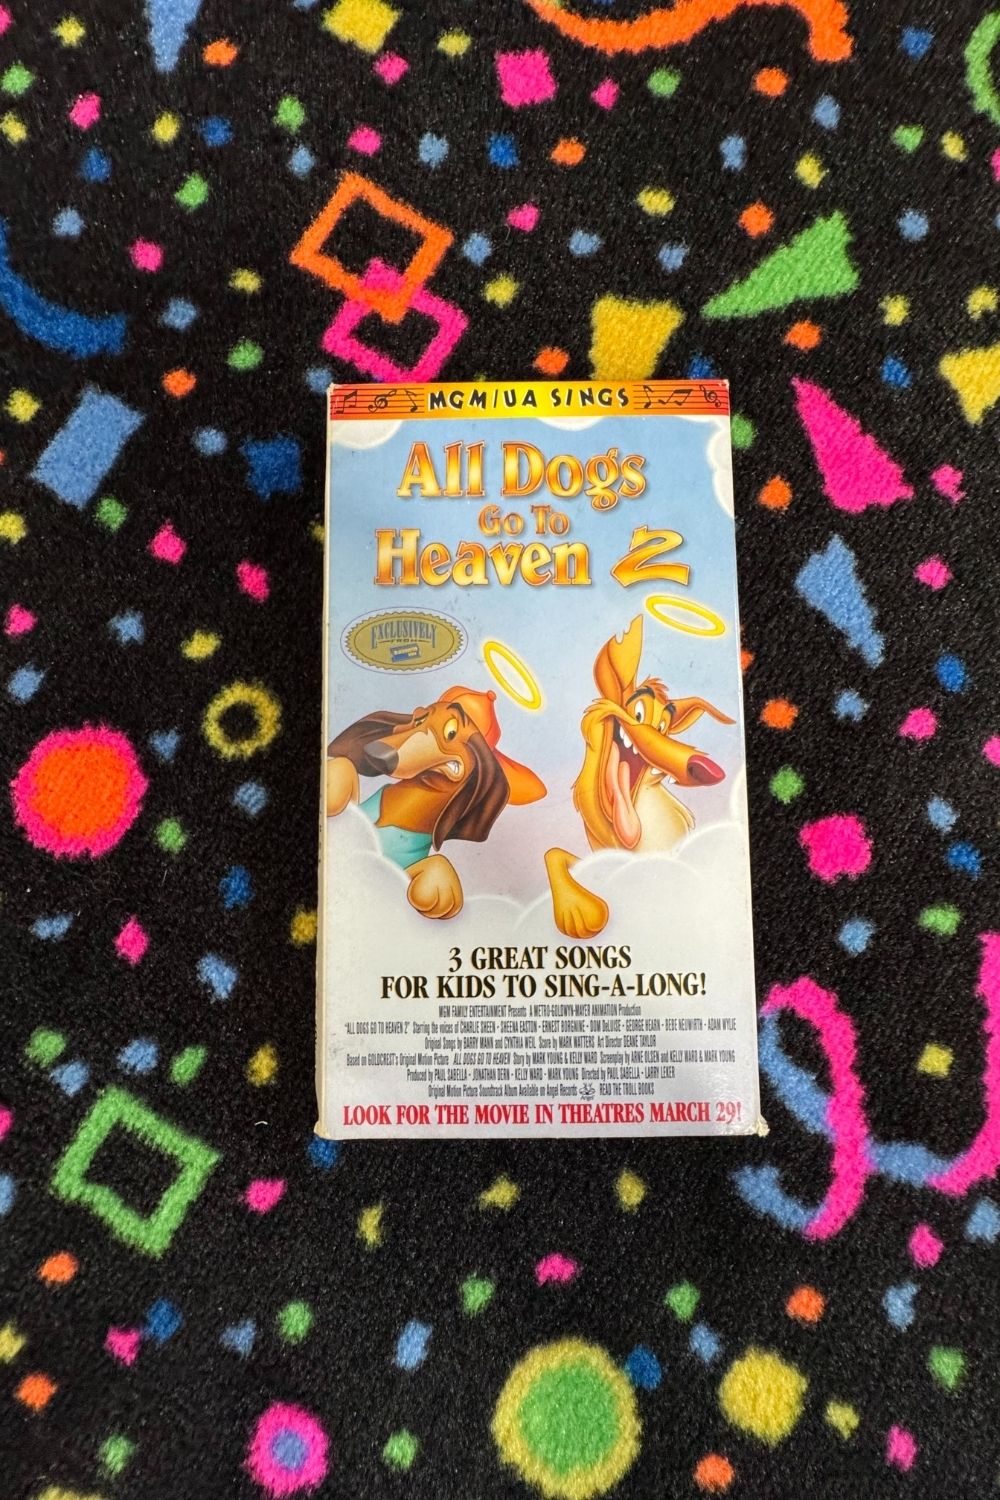 MGM/UA SINGS
All Dogs
Go To
Heaven 2
EXCLUSIVELY
FROM
3 GREAT SONGS
FOR KIDS TO SING-A-LONG!
MGM FAMILY ENTERTAINMENT Presents A METRO-GOLDWYN-MAYER ANIMATION Production
"ALL DOGS GO TO HEAVEN 2" Starring the voices of CHARLIE SHEEN · SHEENA EASTON · ERNEST BORGNINE · DOM DeLUISE · GEORGE HEARN · BEBE NEUWIRTH · ADAM WYLIE
Original Songs by BARRY MANN and CYNTHIA WEIL Score by MARK WATTERS Art Director DEANE TAYLOR
Based on GOLDCREST's Original Motion Picture ALL DOGS GO TO HEAVEN Story by MARK YOUNG & KELLY WARD Screenplay by ARNE OLSEN and KELLY WARD & MARK YOUNG
Produced by PAUL SABELLA · JONATHAN DERN · KELLY WARD · MARK YOUNG Directed by PAUL SABELLA · LARRY LEKER
Original Motion Picture Soundtrack Album Available on Angel Records Angel READ THE TROLL BOOKS
LOOK FOR THE MOVIE IN THEATRES MARCH 29!